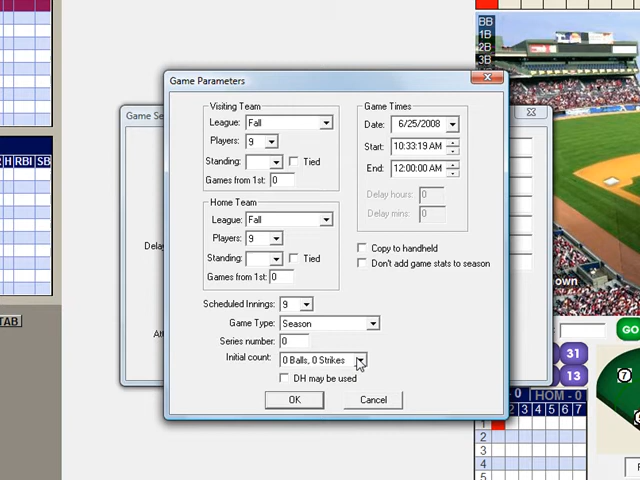 Game Parameters
Visiting Team
League: Fall
Players: 9
Standing:
Tied
Games from 1st: 0
Home Team
League: Fall
Players: 9
Standing:
Tied
Games from 1st: 0
Scheduled Innings: 9
Game Type: Season
Series number: 0
Initial count: 0 Balls, 0 Strikes
DH may be used
OK
Cancel
Game Times
Date: 6/25/2008
Start: 10:33:19 AM
End: 12:00:00 AM
Delay hours: 0
Delay mins: 0
Copy to handheld
Don't add game stats to season
Game Se
Delay
H RBI SB
TAB
BB
1B
2B
3B
own
GO
31
13
7
- 0 HOM - 0
2 3 4 5 6 7
1
2
3
4
5